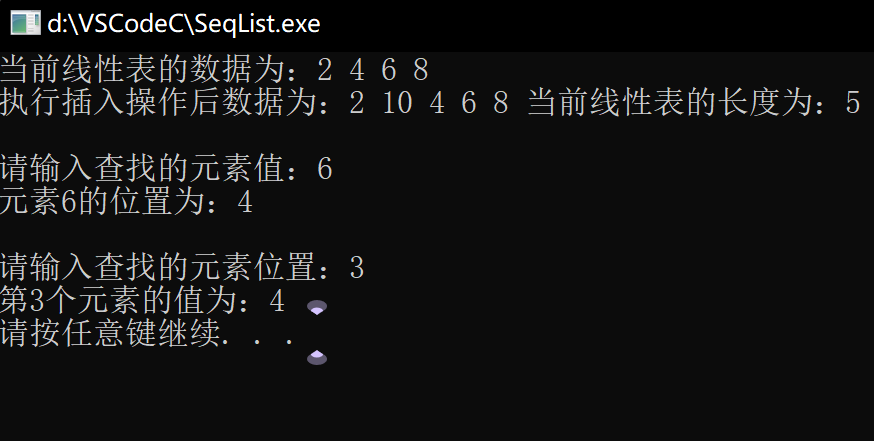 d:\VSCodeC\SeqList.exe
当前线性表的数据为：2 4 6 8
执行插入操作后数据为：2 10 4 6 8 当前线性表的长度为：5
请输入查找的元素值：6
元素6的位置为：4
请输入查找的元素位置：3
第3个元素的值为：4
请按任意键继续. . .